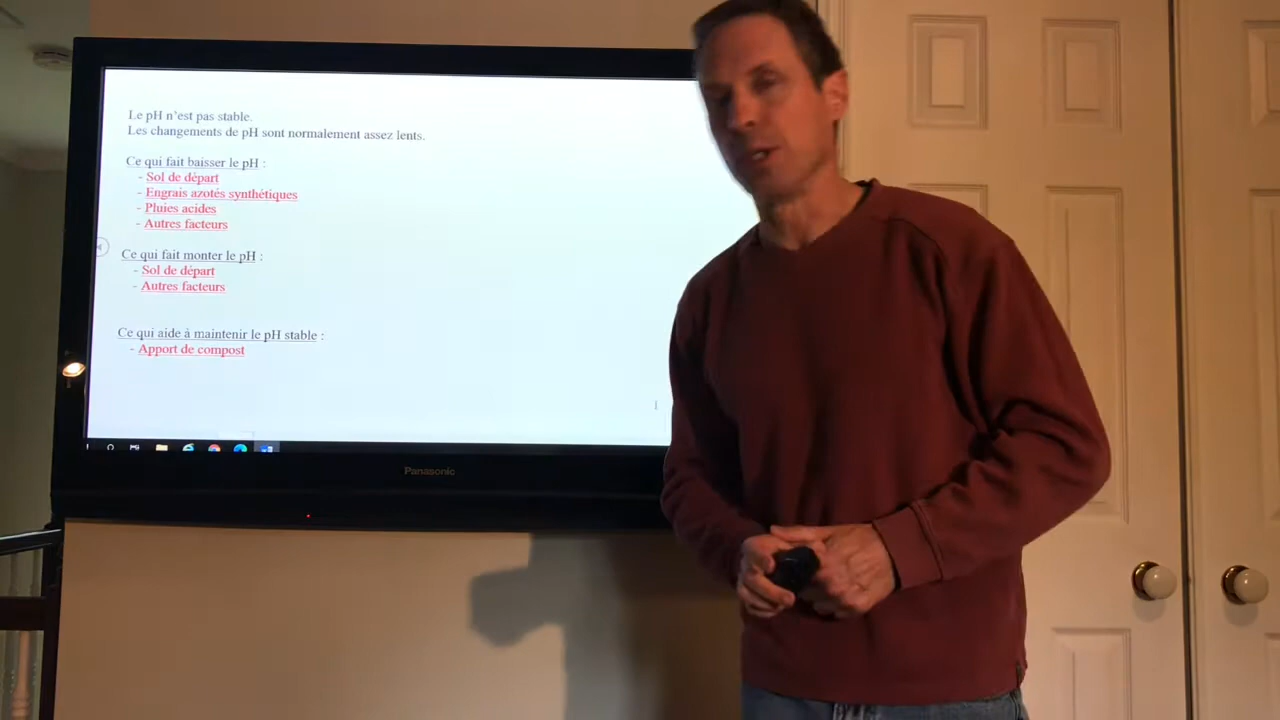 Le pH n'est pas stable.
Les changements de pH sont normalement assez lents.
Ce qui fait baisser le pH :
- Sol de départ
- Engrais azotés synthétiques
- Pluies acides
- Autres facteurs
Ce qui fait monter le pH :
- Sol de départ
- Autres facteurs
Ce qui aide à maintenir le pH stable :
- Apport de compost
Panasonic